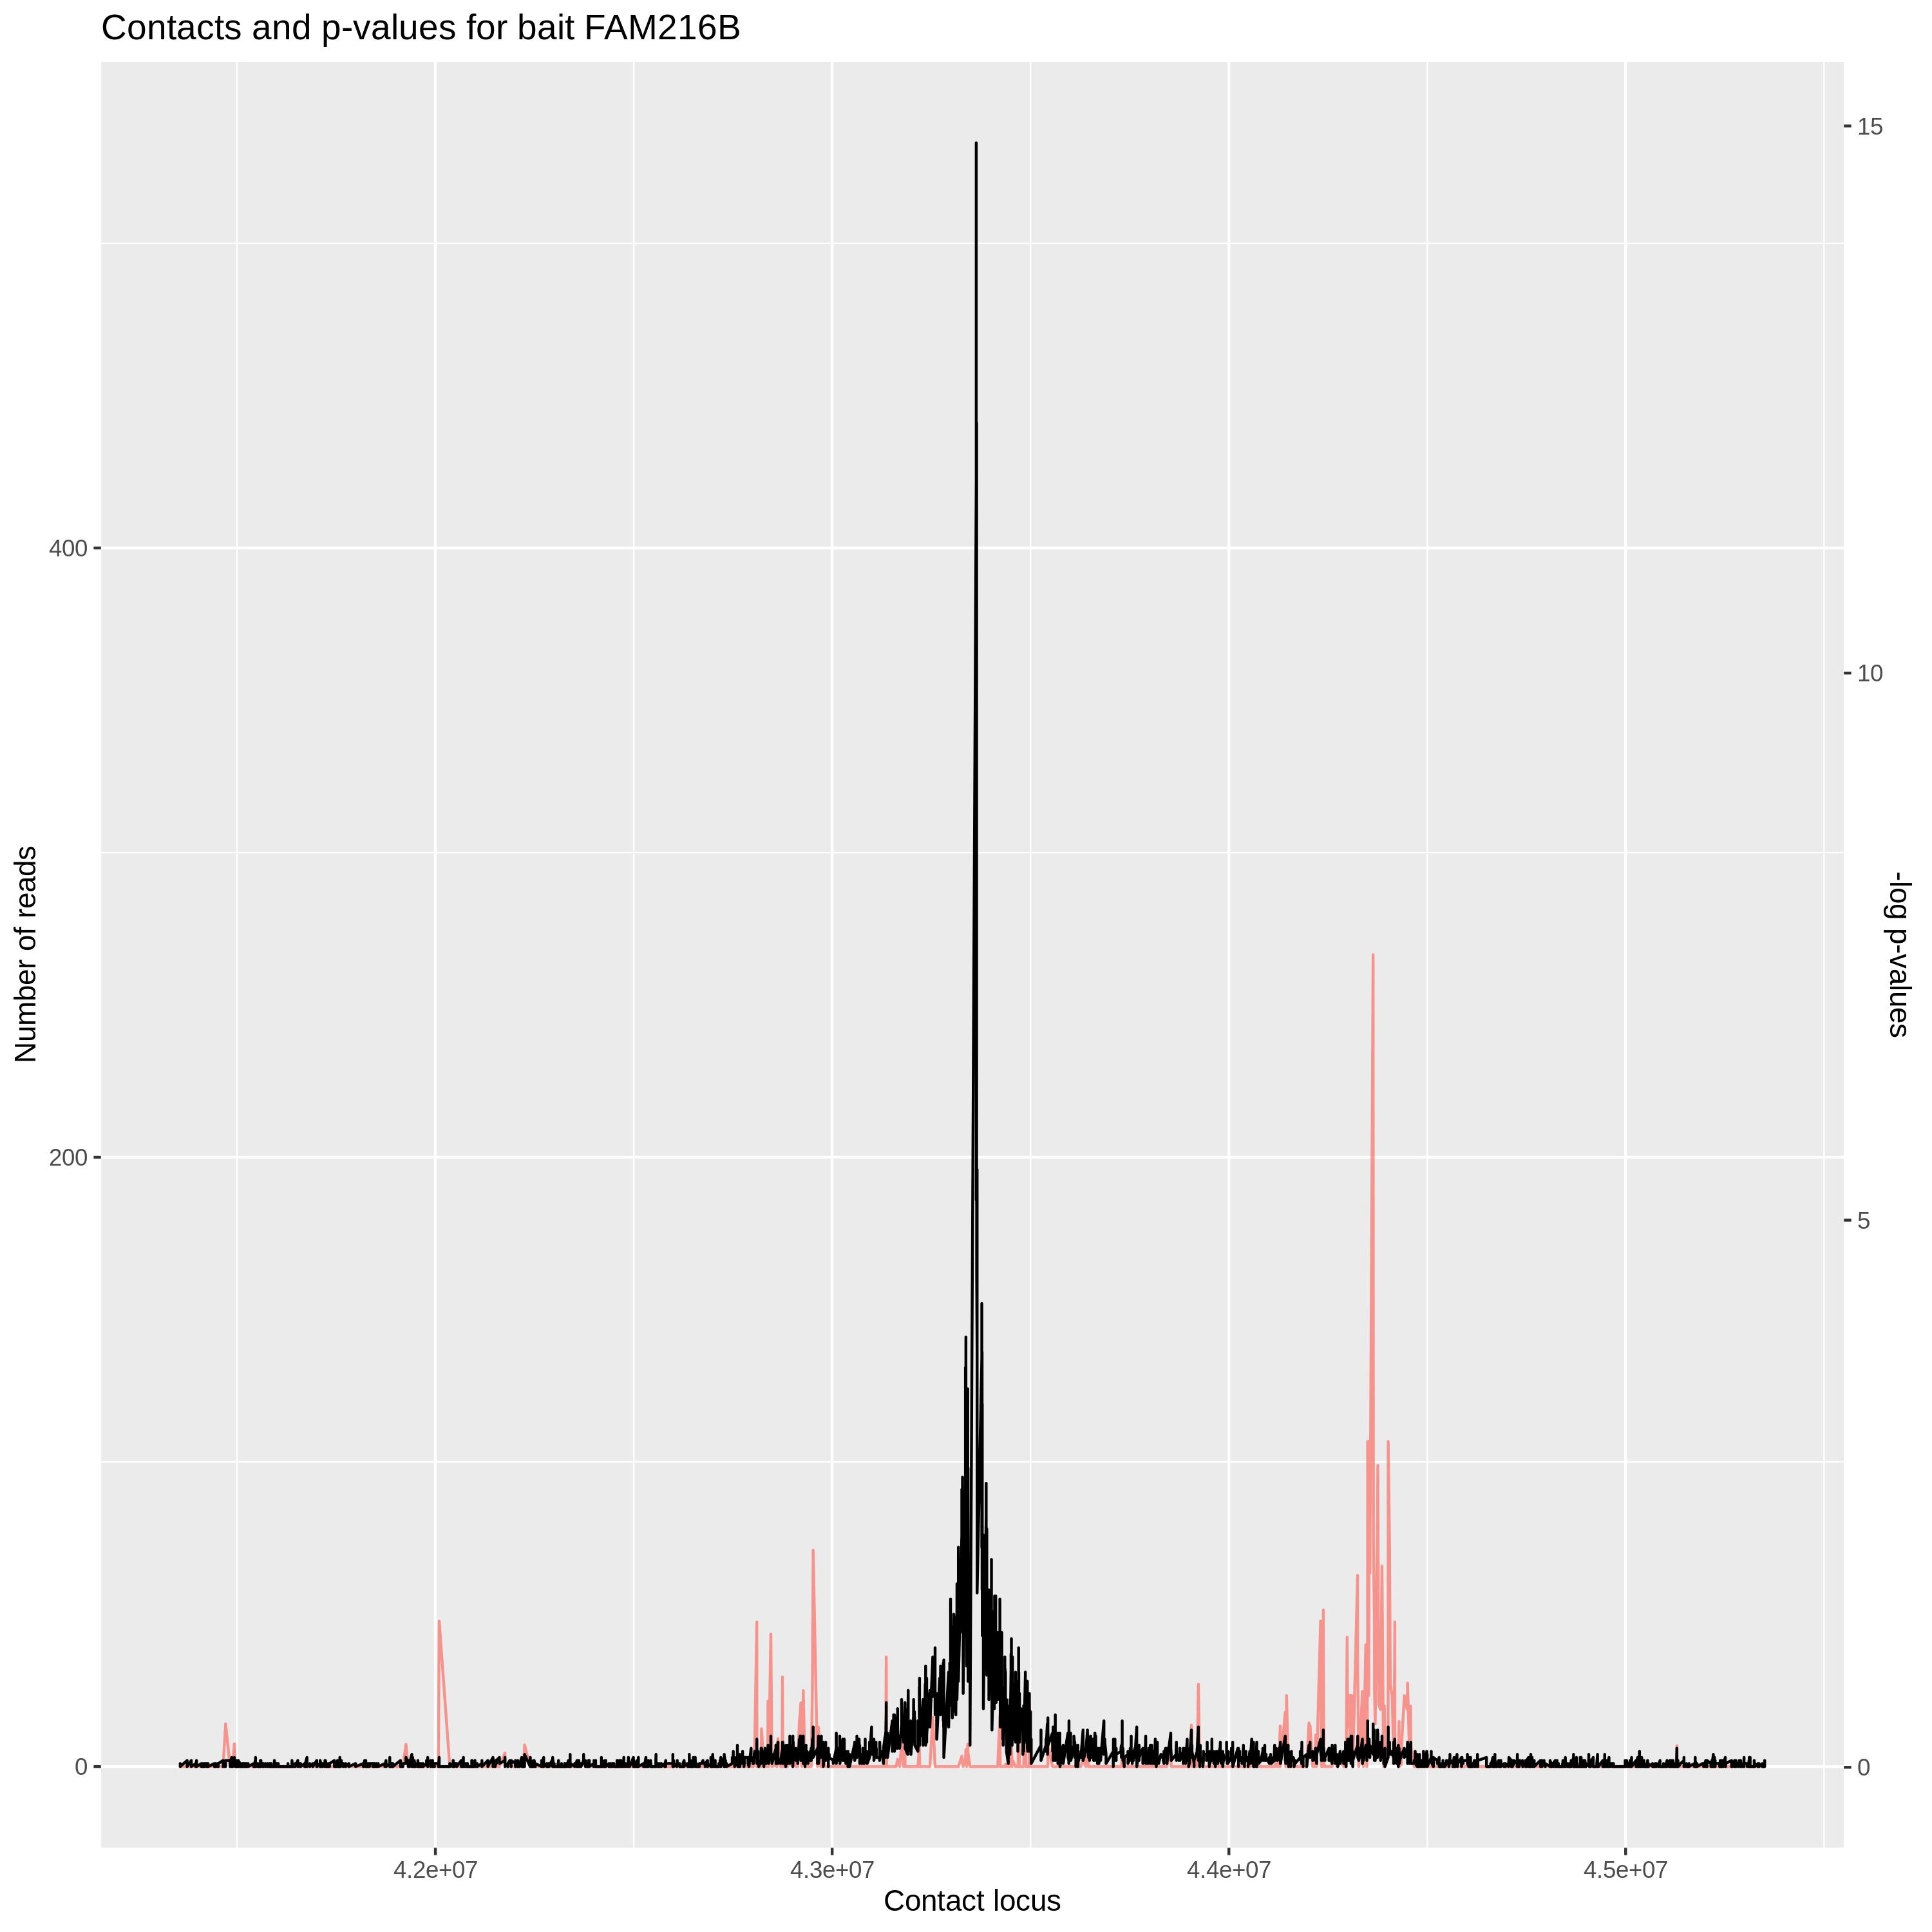 Contacts and p-values for bait FAM216B
Number of reads
400
200
0
15
10
5
0
-log p-values
4.2e+07
4.3e+07
4.4e+07
4.5e+07
Contact locus